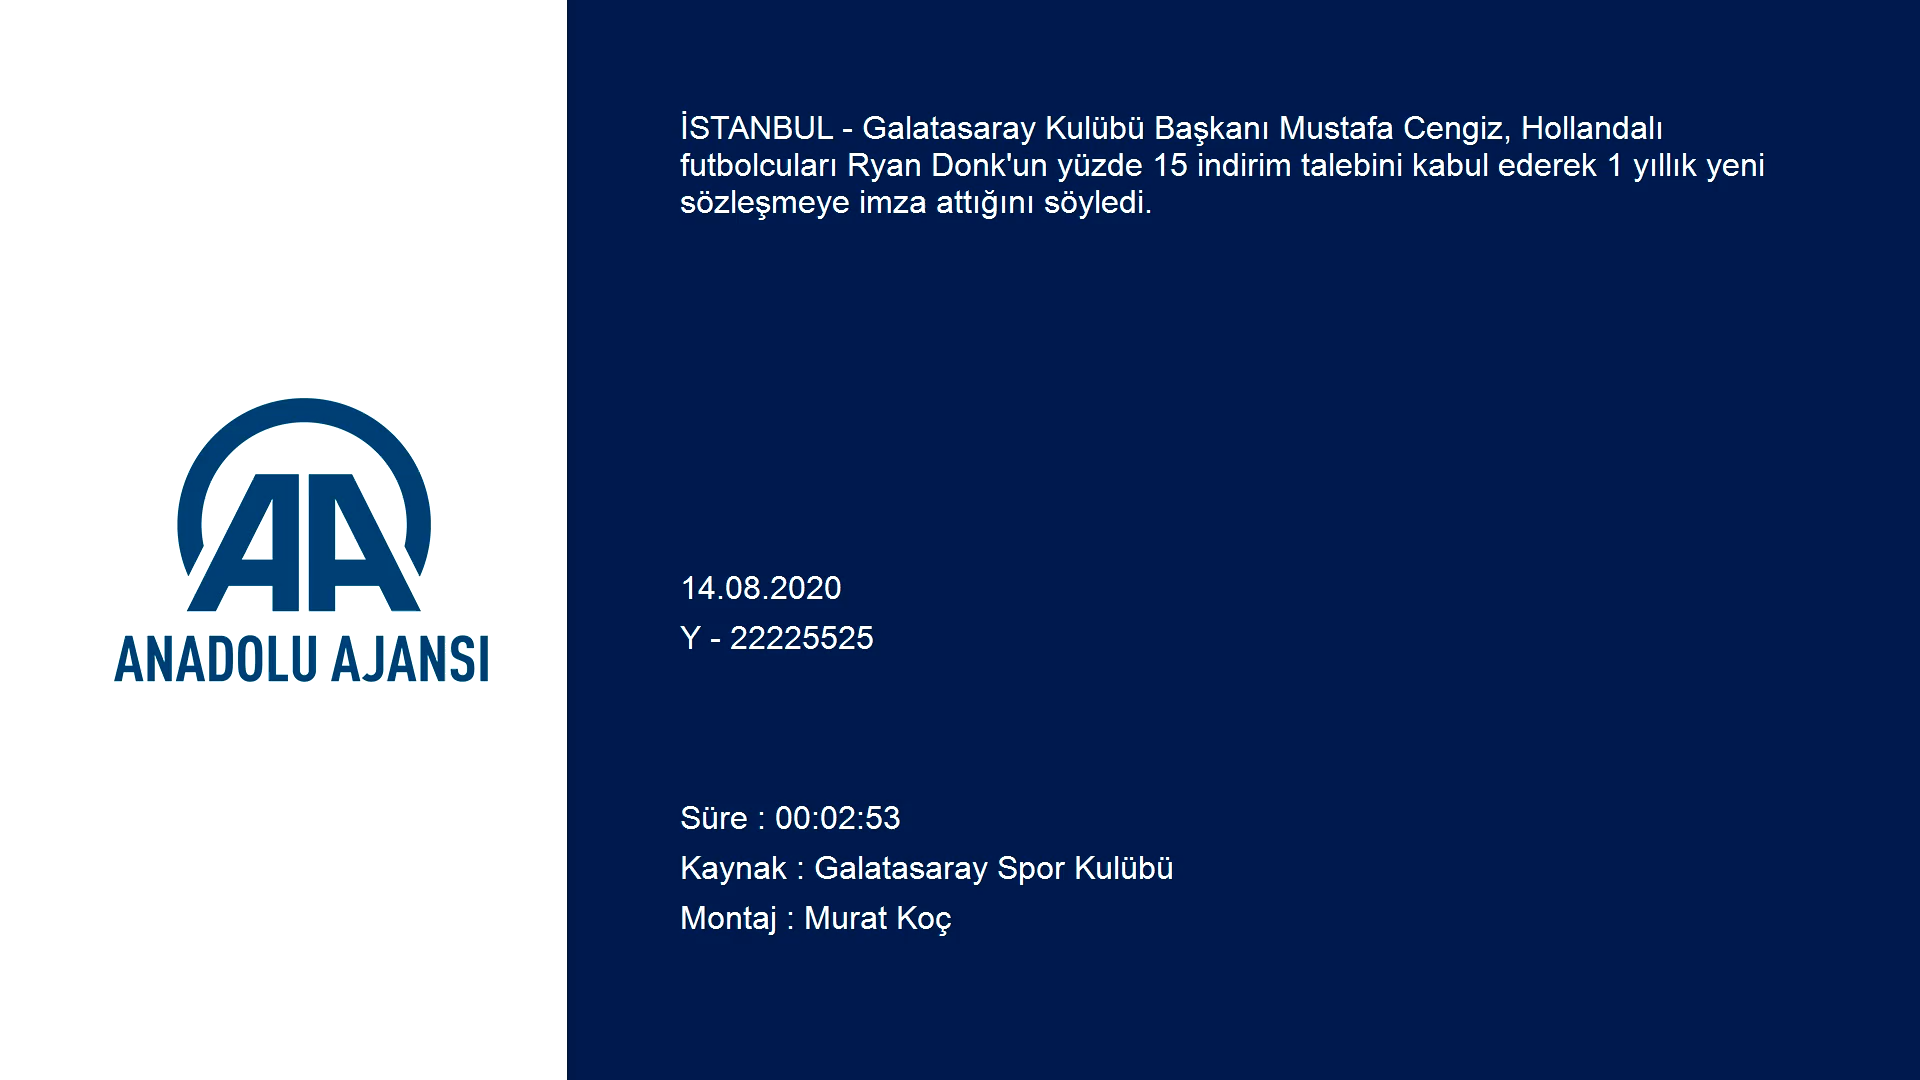 İSTANBUL - Galatasaray Kulübü Başkanı Mustafa Cengiz, Hollandalı
futbolcuları Ryan Donk'un yüzde 15 indirim talebini kabul ederek 1 yıllık yeni
sözleşmeye imza attığını söyledi.
AA
ANADOLU AJANSI
14.08.2020
Y - 22225525
Süre : 00:02:53
Kaynak : Galatasaray Spor Kulübü
Montaj : Murat Koç